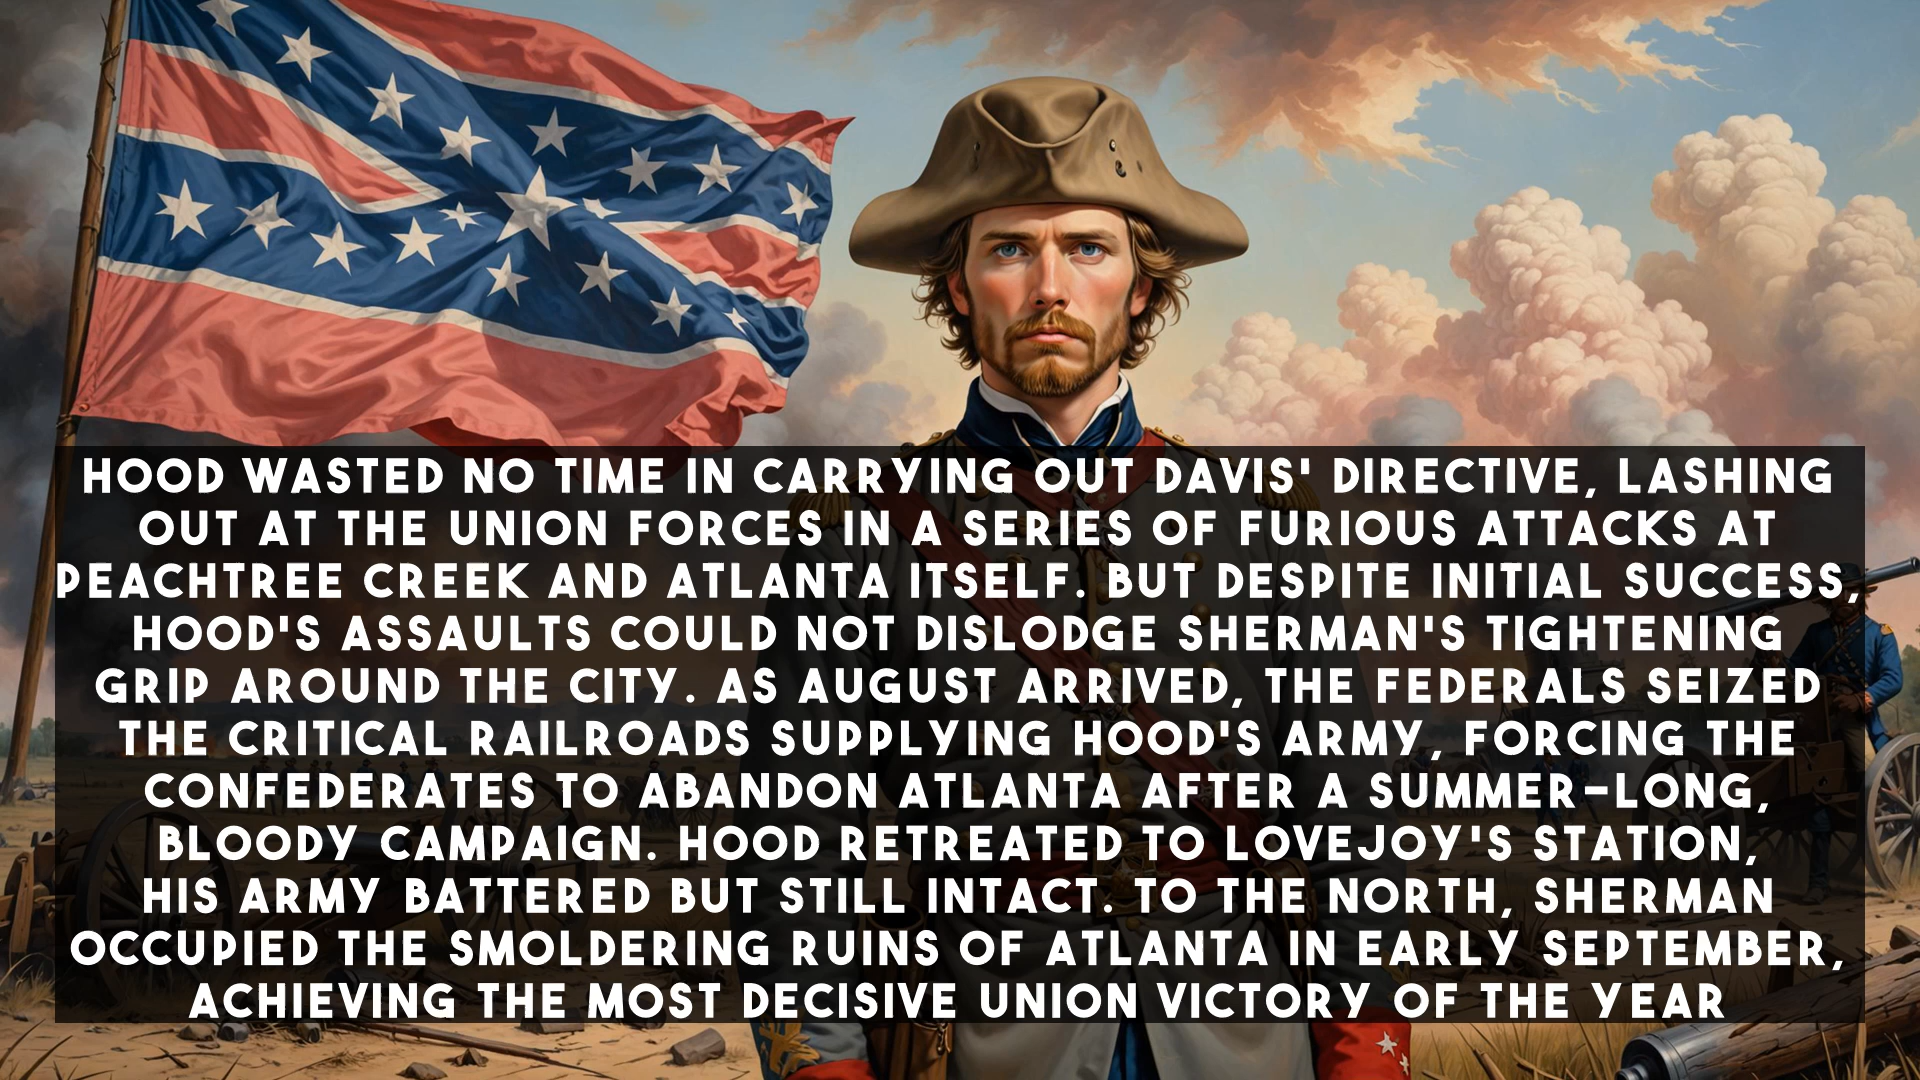 HOOD WASTED NO TIME IN CARRYING OUT DAVIS' DIRECTIVE, LASHING
OUT AT THE UNION FORCES IN A SERIES OF FURIOUS ATTACKS AT
PEACHTREE CREEK AND ATLANTA ITSELF. BUT DESPITE INITIAL SUCCESS,
HOOD'S ASSAULTS COULD NOT DISLODGE SHERMAN'S TIGHTENING
GRIP AROUND THE CITY. AS AUGUST ARRIVED, THE FEDERALS SEIZED
THE CRITICAL RAILROADS SUPPLYING HOOD'S ARMY, FORCING THE
CONFEDERATES TO ABANDON ATLANTA AFTER A SUMMER-LONG,
BLOODY CAMPAIGN. HOOD RETREATED TO LOVEJOY'S STATION,
HIS ARMY BATTERED BUT STILL INTACT. TO THE NORTH, SHERMAN
OCCUPIED THE SMOLDERING RUINS OF ATLANTA IN EARLY SEPTEMBER,
ACHIEVING THE MOST DECISIVE UNION VICTORY OF THE YEAR